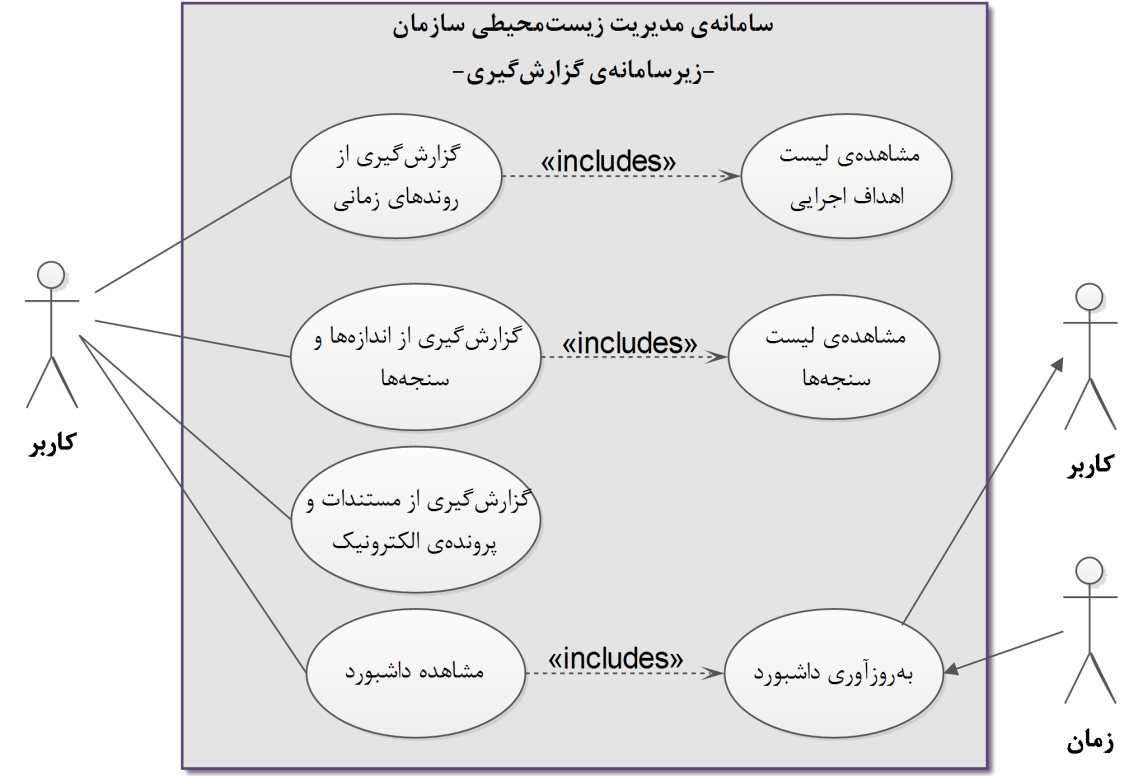 سامانه‌ی مدیریت زیست‌محیطی سازمان
-زیرسامانه‌ی گزارش‌گیری-
گزارش‌گیری از
روندهای زمانی
«includes»
مشاهده‌ی لیست
اهداف اجرایی
گزارش‌گیری از اندازه‌ها و
سنجه‌ها
«includes»
مشاهده‌ی لیست
سنجه‌ها
کاربر
کاربر
گزارش‌گیری از مستندات و
پرونده‌ی الکترونیک
مشاهده داشبورد
«includes»
به‌روزآوری داشبورد
زمان